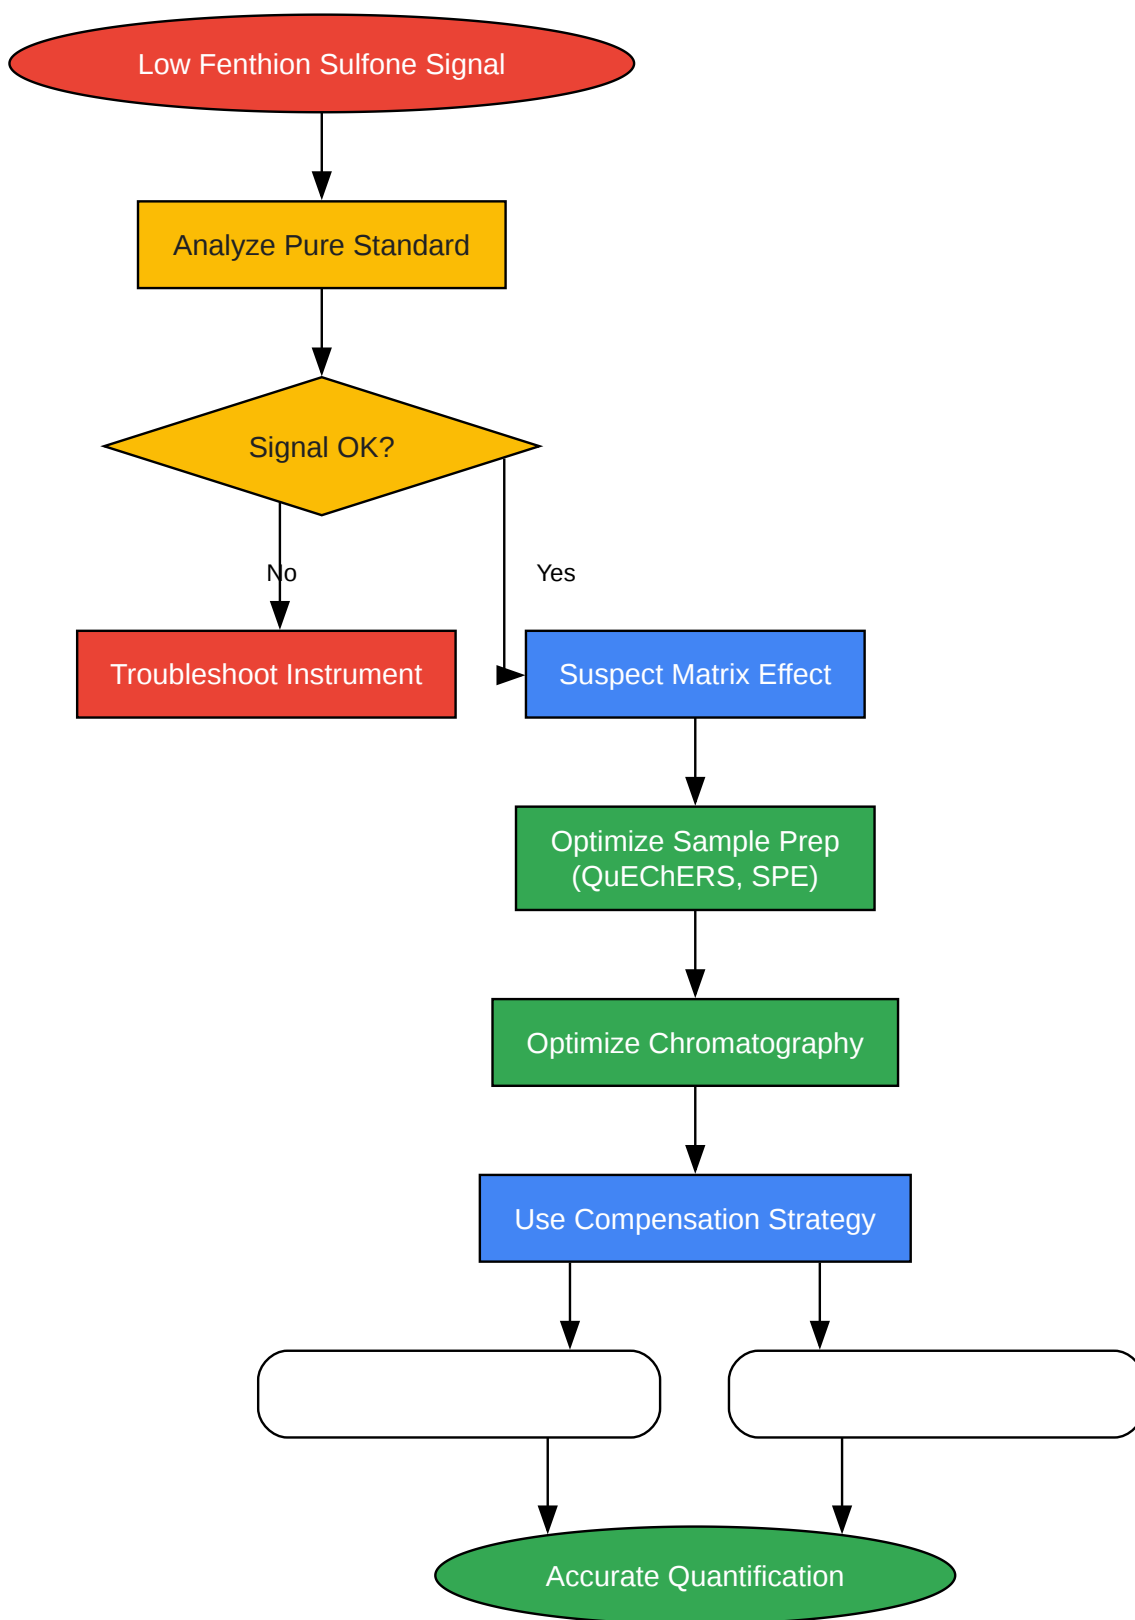 Low Fenthion Sulfone Signal
Analyze Pure Standard
Signal OK?
No
Yes
Troubleshoot Instrument
Suspect Matrix Effect
Optimize Sample Prep
(QuEChERS, SPE)
Optimize Chromatography
Use Compensation Strategy
Accurate Quantification